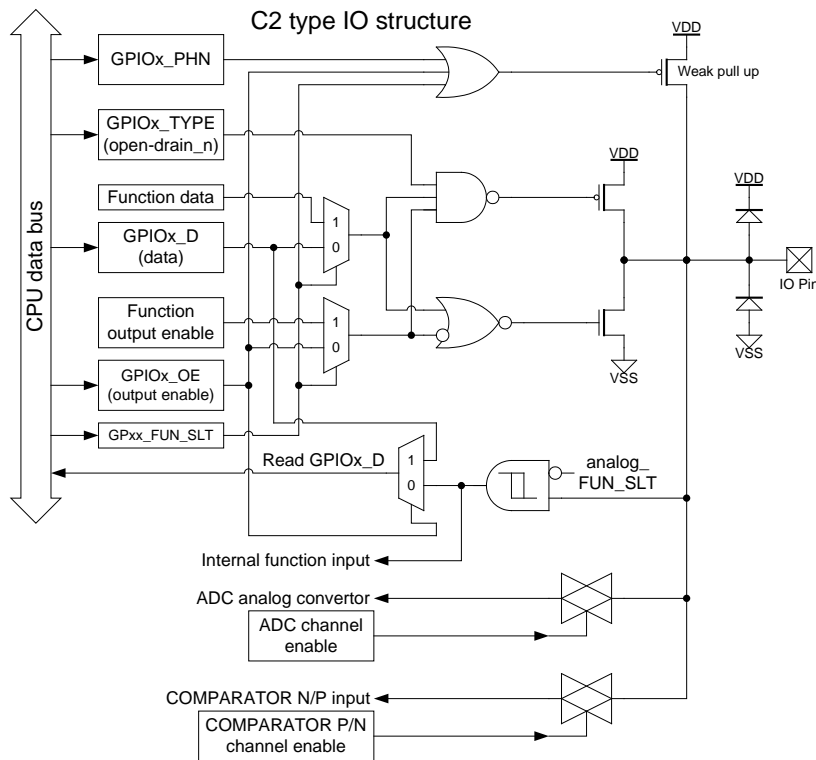 C2 type IO structure
CPU data bus
GPIOx_PHN
VDD
Weak pull up
GPIOx_TYPE
(open-drain_n)
Function data
GPIOx_D
(data)
1
0
VDD
VDD
IO Pin
Function
output enable
1
0
VSS
VSS
GPIOx_OE
(output enable)
GPxx_FUN_SLT
Read GPIOx_D
1
0
analog_
FUN_SLT
Internal function input
ADC analog convertor
ADC channel
enable
COMPARATOR N/P input
COMPARATOR P/N
channel enable